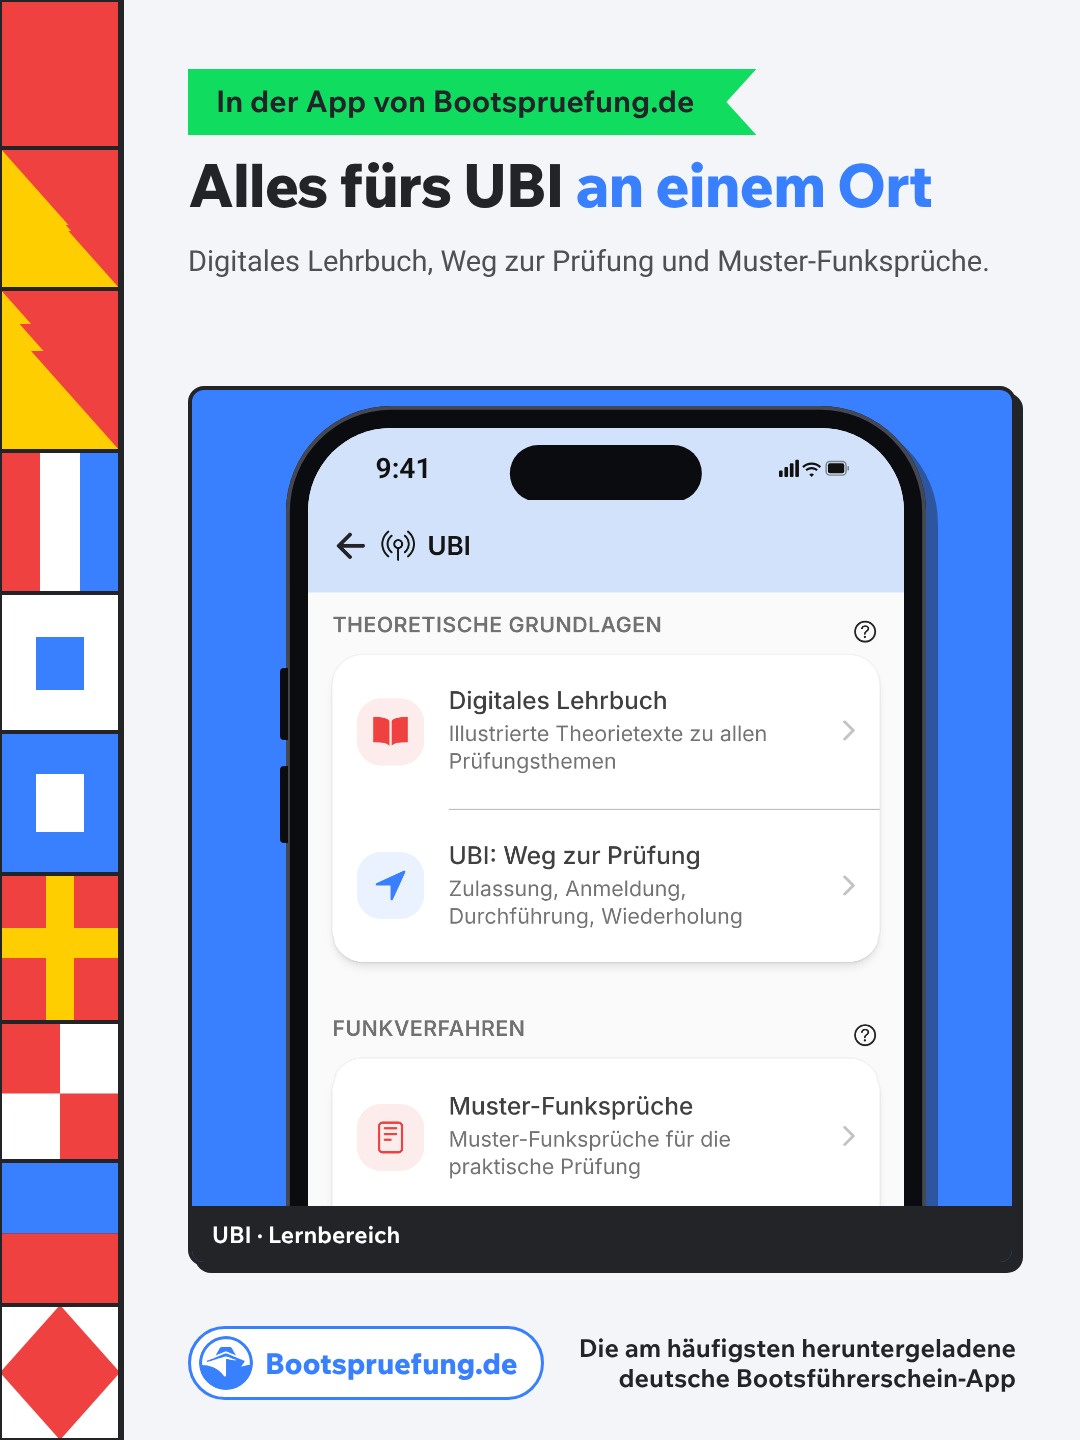 In der App von Bootspruefung.de
Alles fürs UBI an einem Ort
Digitales Lehrbuch, Weg zur Prüfung und Muster-Funksprüche.
9:41
UBI
THEORETISCHE GRUNDLAGEN
Digitales Lehrbuch
Illustrierte Theorietexte zu allen
Prüfungsthemen
UBI: Weg zur Prüfung
Zulassung, Anmeldung,
Durchführung, Wiederholung
FUNKVERFAHREN
Muster-Funksprüche
Muster-Funksprüche für die
praktische Prüfung
UBI · Lernbereich
Bootspruefung.de
Die am häufigsten heruntergeladene
deutsche Bootsführerschein-App